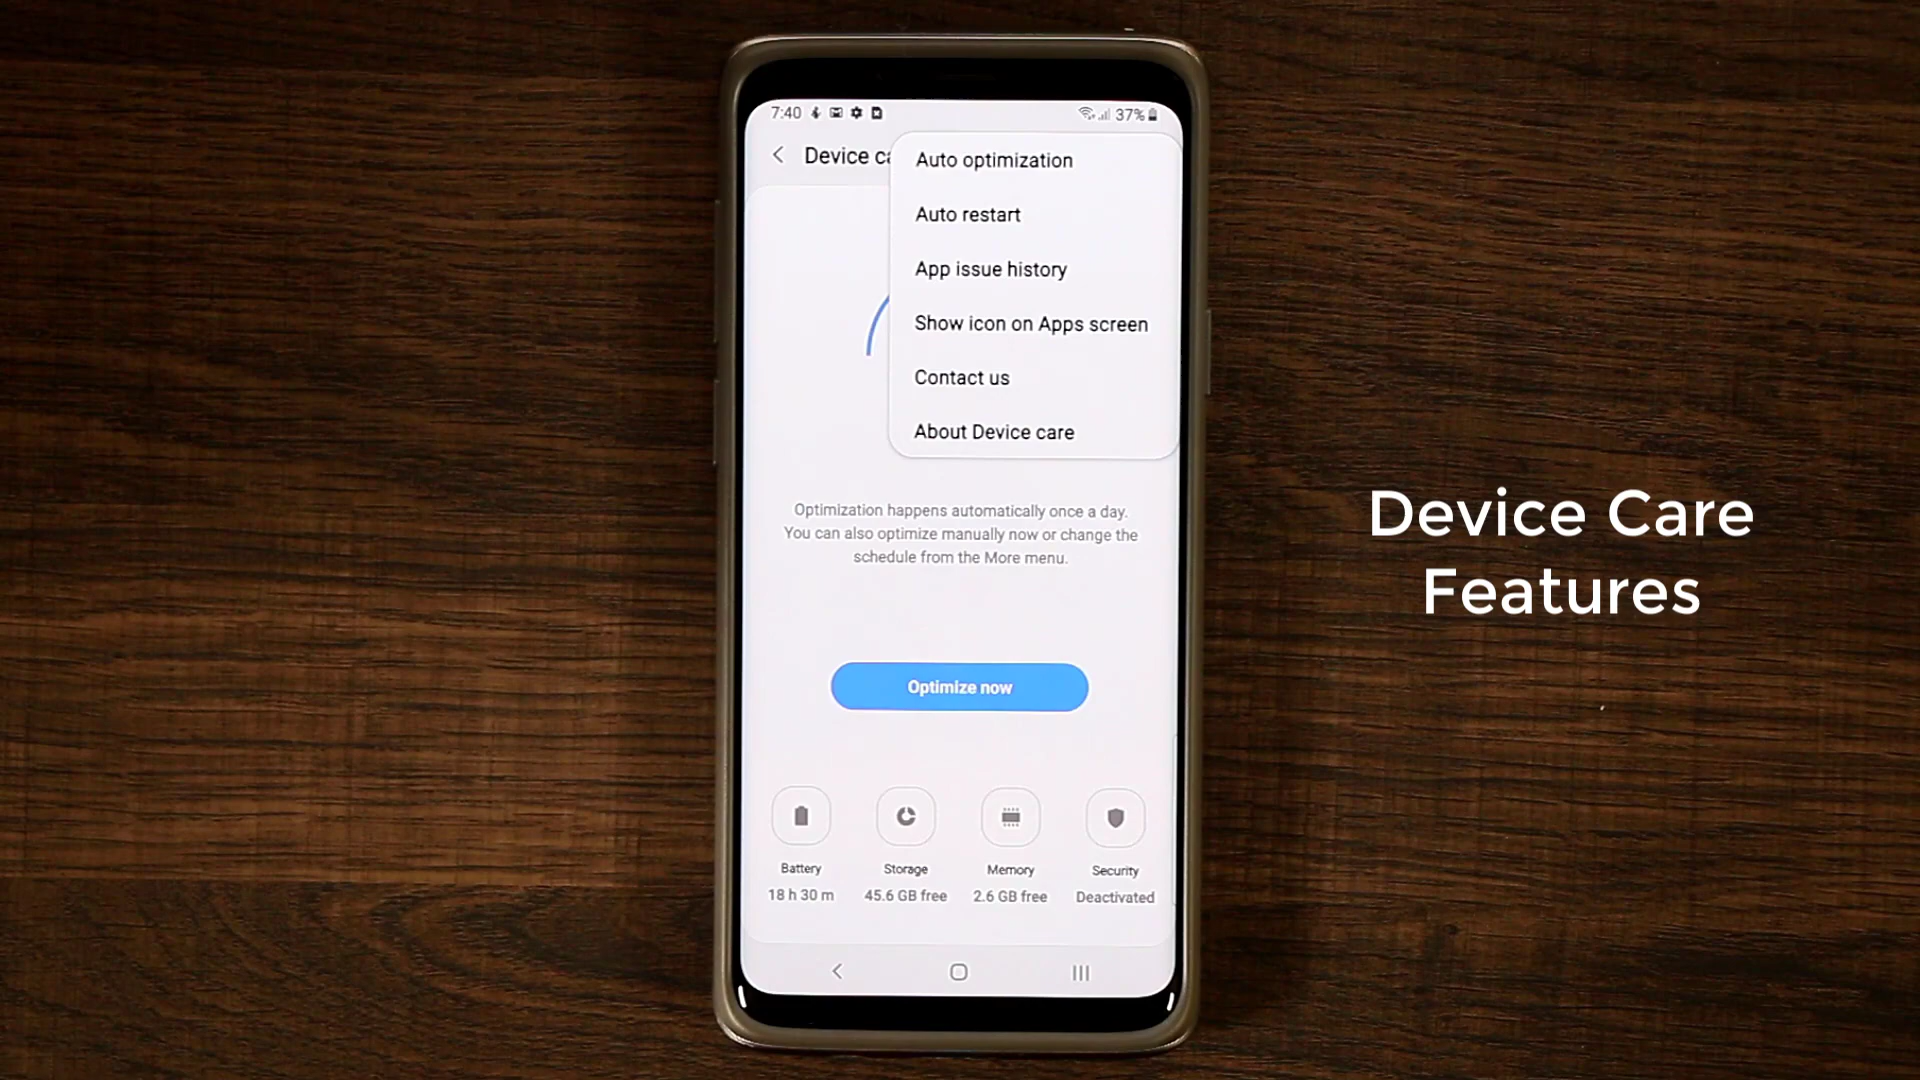 7:40
37%
Device ca
Auto optimization
Auto restart
App issue history
Show icon on Apps screen
Contact us
About Device care
Optimization happens automatically once a day.
You can also optimize manually now or change the
schedule from the More menu.
Optimize now
Battery
18 h 30 m
Storage
45.6 GB free
Memory
2.6 GB free
Security
Deactivated
Device Care
Features